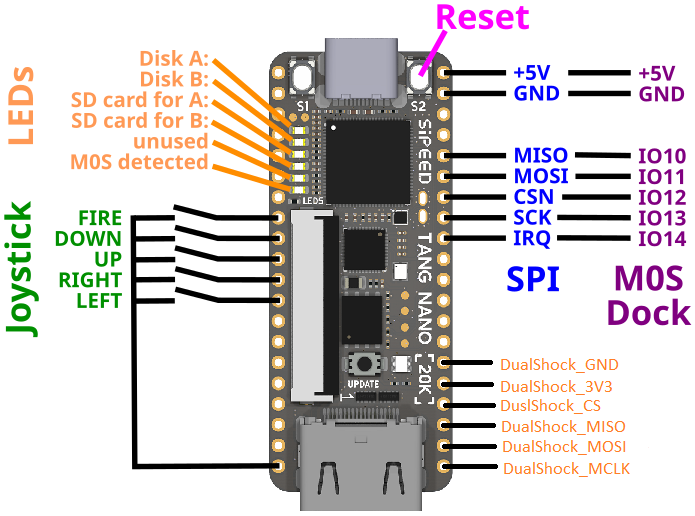 Reset
Disk A:
Disk B:
SD card for A:
SD card for B:
unused
M0S detected
LEDs
S1
S2
LED5
SiPEED
TANG NANO
20K
UPDATE
1
Joystick
FIRE
DOWN
UP
RIGHT
LEFT
+5V +5V
GND GND
MISO IO10
MOSI IO11
CSN IO12
SCK IO13
IRQ IO14
SPI
M0S
Dock
DualShock_GND
DualShock_3V3
DuslShock_CS
DualShock_MISO
DualShock_MOSI
DualShock_MCLK